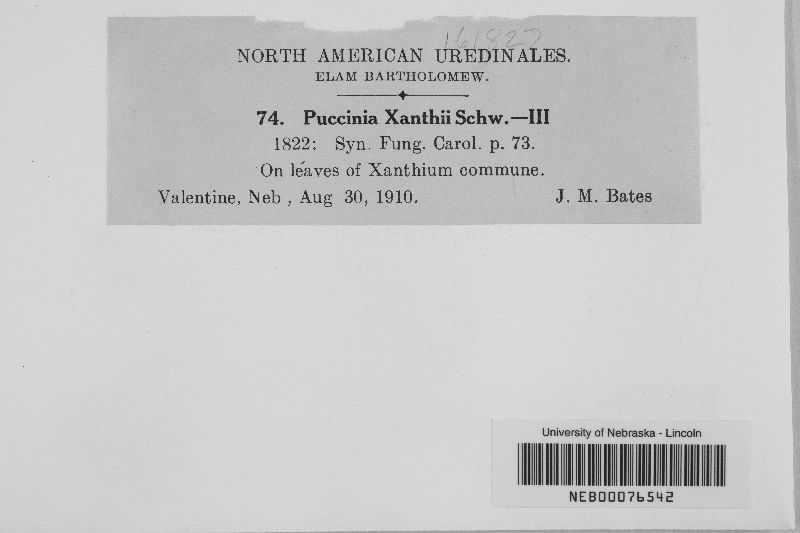 161827
NORTH AMERICAN UREDINALES.
ELAM BARTHOLOMEW.
74. Puccinia Xanthii Schw.—III
1822: Syn. Fung. Carol. p. 73.
On leaves of Xanthium commune.
Valentine, Neb , Aug 30, 1910. J. M. Bates
University of Nebraska - Lincoln
NEB00076542